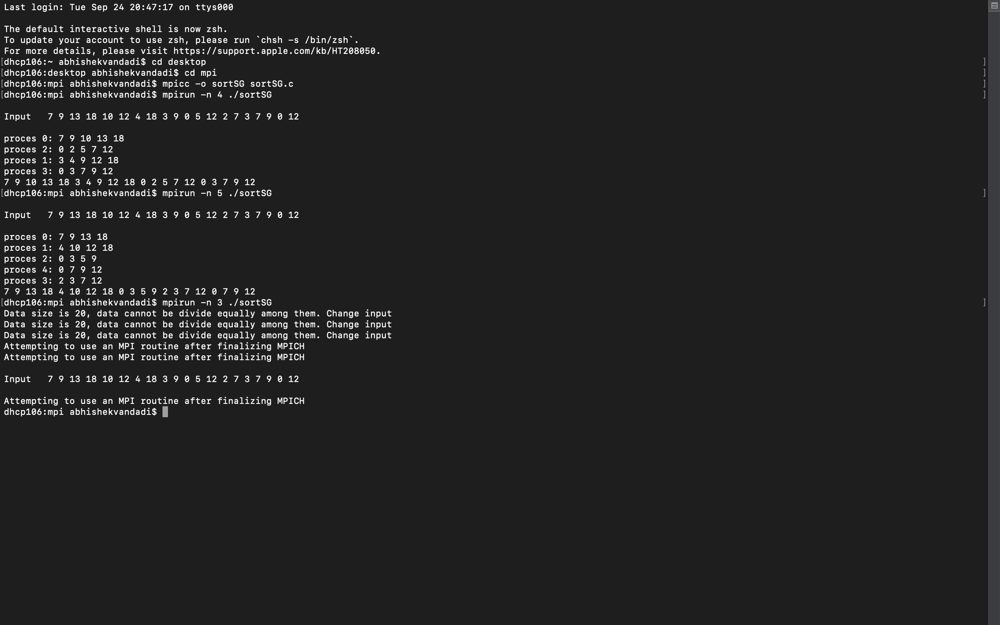 Last login: Tue Sep 24 20:47:17 on ttys000
The default interactive shell is now zsh.
To update your account to use zsh, please run `chsh -s /bin/zsh`.
For more details, please visit https://support.apple.com/kb/HT208050.
[dhcp106:~ abhishekvandadi$ cd desktop ]
[dhcp106:desktop abhishekvandadi$ cd mpi ]
[dhcp106:mpi abhishekvandadi$ mpicc -o sortSG sortSG.c ]
[dhcp106:mpi abhishekvandadi$ mpirun -n 4 ./sortSG ]
Input   7 9 13 18 10 12 4 18 3 9 0 5 12 2 7 3 7 9 0 12
proces 0: 7 9 10 13 18
proces 2: 0 2 5 7 12
proces 1: 3 4 9 12 18
proces 3: 0 3 7 9 12
7 9 10 13 18 3 4 9 12 18 0 2 5 7 12 0 3 7 9 12
[dhcp106:mpi abhishekvandadi$ mpirun -n 5 ./sortSG ]
Input   7 9 13 18 10 12 4 18 3 9 0 5 12 2 7 3 7 9 0 12
proces 0: 7 9 13 18
proces 1: 4 10 12 18
proces 2: 0 3 5 9
proces 4: 0 7 9 12
proces 3: 2 3 7 12
7 9 13 18 4 10 12 18 0 3 5 9 2 3 7 12 0 7 9 12
[dhcp106:mpi abhishekvandadi$ mpirun -n 3 ./sortSG ]
Data size is 20, data cannot be divide equally among them. Change input
Data size is 20, data cannot be divide equally among them. Change input
Data size is 20, data cannot be divide equally among them. Change input
Attempting to use an MPI routine after finalizing MPICH
Attempting to use an MPI routine after finalizing MPICH
Input   7 9 13 18 10 12 4 18 3 9 0 5 12 2 7 3 7 9 0 12
Attempting to use an MPI routine after finalizing MPICH
dhcp106:mpi abhishekvandadi$